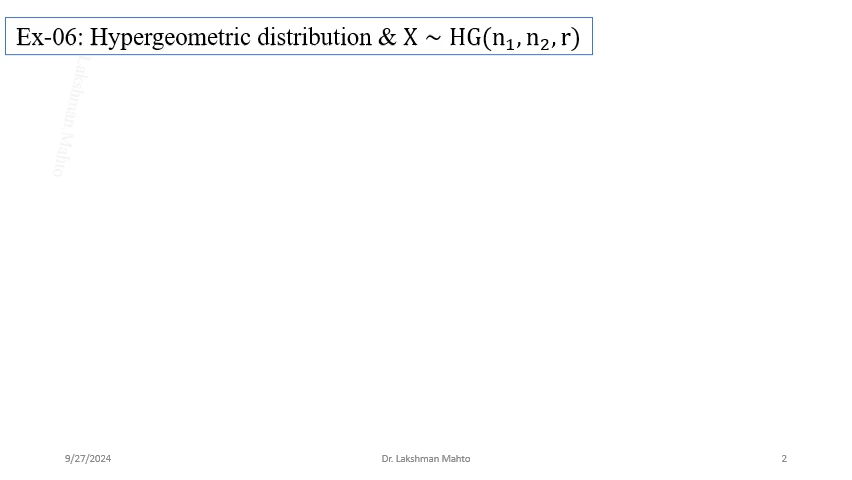 Ex-06: Hypergeometric distribution & X ~ HG(n₁, n₂, r)
Lakshman Mahto
9/27/2024
Dr. Lakshman Mahto
2